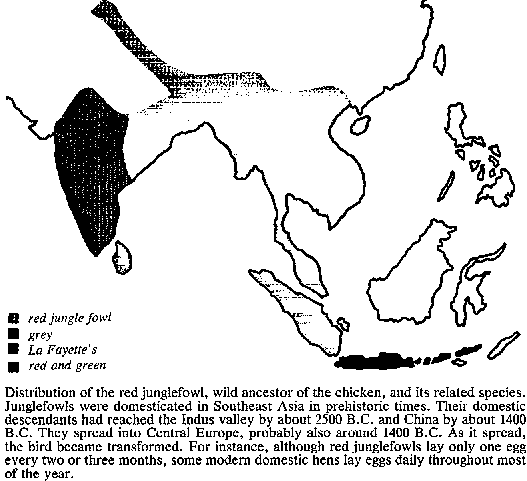 red jungle fowl
grey
La Fayette's
red and green
Distribution of the red junglefowl, wild ancestor of the chicken, and its related species.
Junglefowls were domesticated in Southeast Asia in prehistoric times. Their domestic
descendants had reached the Indus valley by about 2500 B.C. and China by about 1400
B.C. They spread into Central Europe, probably also around 1400 B.C. As it spread,
the bird became transformed. For instance, although red junglefowls lay only one egg
every two or three months, some modern domestic hens lay eggs daily throughout most
of the year.